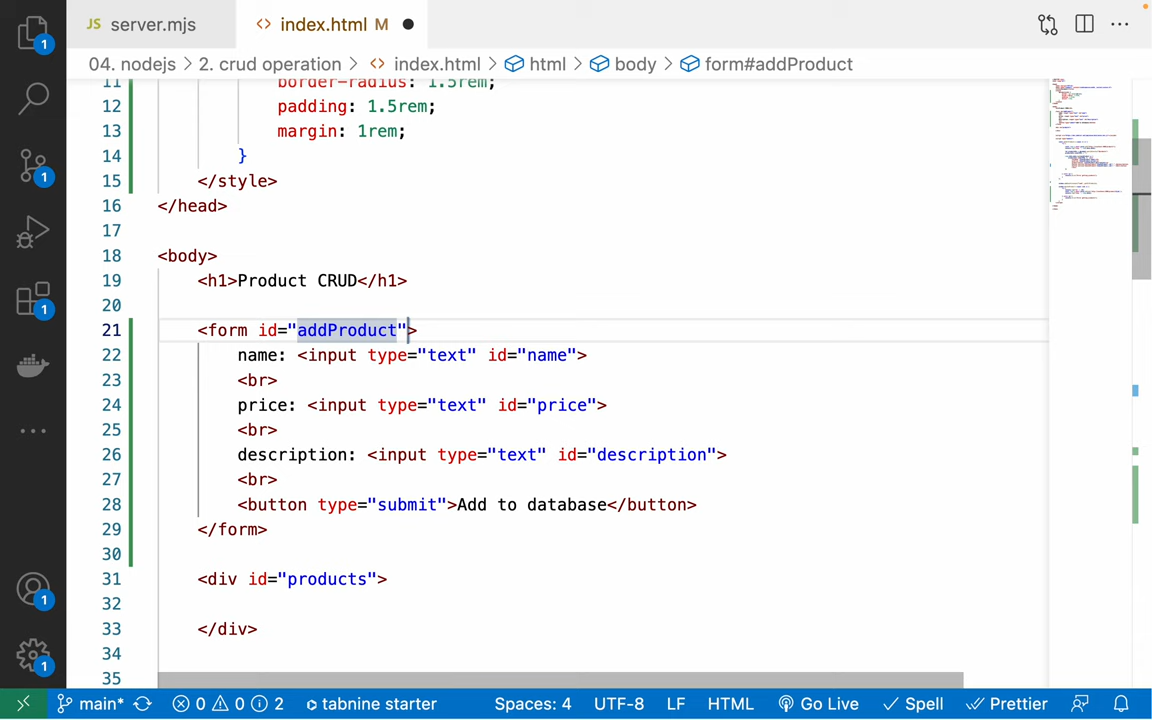 JS server.mjs
<> index.html M
04. nodejs > 2. crud operation > <> index.html > html > body > form#addProduct
1
11 border-radius: 1.5rem;
12 padding: 1.5rem;
13 margin: 1rem;
14 }
15 </style>
16 </head>
17
18 <body>
19 <h1>Product CRUD</h1>
20
21 <form id="addProduct">
22 name: <input type="text" id="name">
23 <br>
24 price: <input type="text" id="price">
25 <br>
26 description: <input type="text" id="description">
27 <br>
28 <button type="submit">Add to database</button>
29 </form>
30
31 <div id="products">
32
33 </div>
34
35
1
1
1
1
main* 0 0 2 tabnine starter Spaces: 4 UTF-8 LF HTML Go Live Spell Prettier